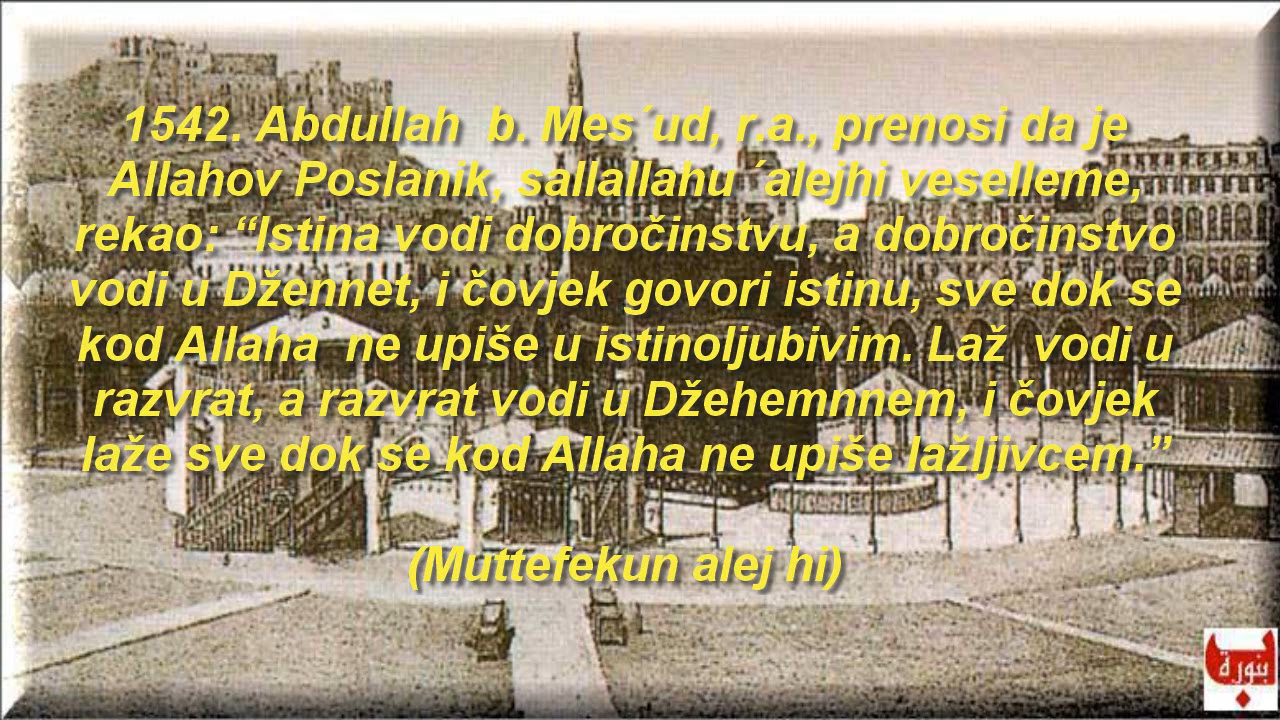 1542. Abdullah b. Mes´ud, r.a., prenosi da je
Allahov Poslanik, sallallahu ´alejhi veselleme,
rekao: “Istina vodi dobročinstvu, a dobročinstvo
vodi u Džennet, i čovjek govori istinu, sve dok se
kod Allaha ne upiše u istinoljubivim. Laž vodi u
razvrat, a razvrat vodi u Džehemnnem, i čovjek
laže sve dok se kod Allaha ne upiše lažljivcem.”
(Muttefekun alej hi)